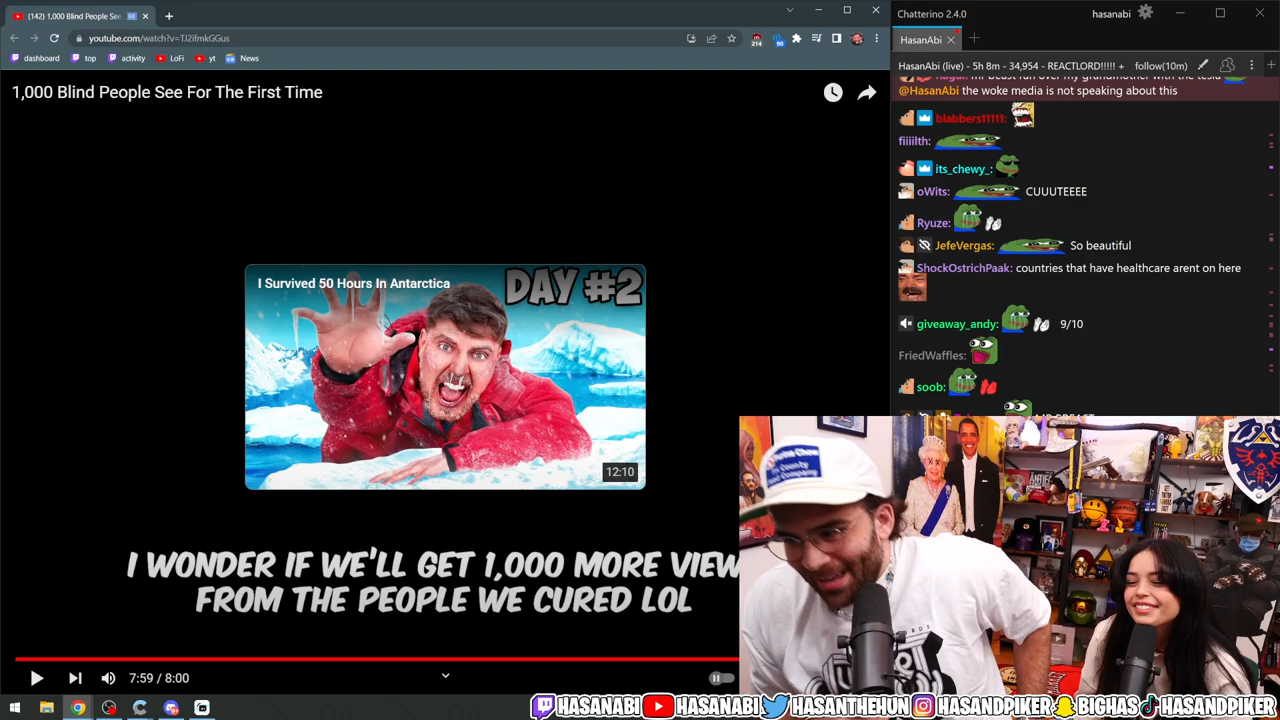 (142) 1,000 Blind People See
youtube.com/watch?v=TJ2ifmkGGus
214
90
dashboard
top
activity
LoFi
yt
News
1,000 Blind People See For The First Time
I Survived 50 Hours In Antarctica
DAY #2
12:10
I WONDER IF WE'LL GET 1,000 MORE VIEW
FROM THE PEOPLE WE CURED LOL
7:59 / 8:00
Chatterino 2.4.0
hasanabi
HasanAbi
HasanAbi (live) - 5h 8m - 34,954 - REACTLORD!!!!! +
follow(10m)
@HasanAbi the woke media is not speaking about this
blabbers11111:
fiiiilth:
its_chewy_:
oWits: CUUUTEEEE
Ryuze:
JefeVergas: So beautiful
ShockOstrichPaak: countries that have healthcare arent on here
giveaway_andy: 9/10
FriedWaffles:
soob:
HASANABI HASANABI HASANTHEHUN HASANDPIKER BIGHAS HASANDPIKER